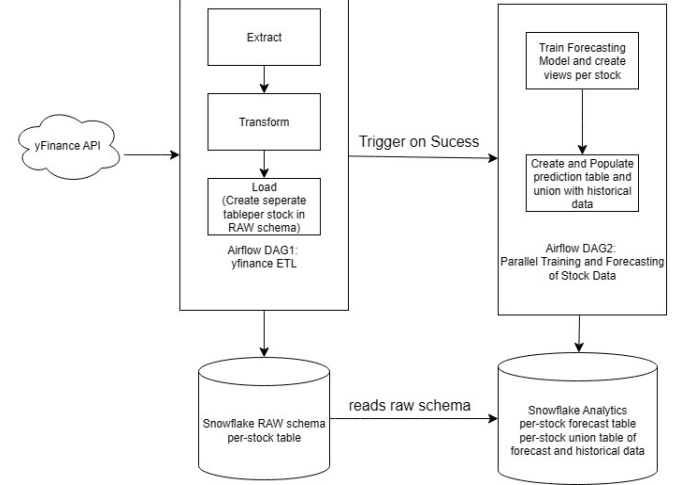 Extract
Transform
yFinance API
Load
(Create seperate
tableper stock in
RAW schema)
Airflow DAG1:
yfinance ETL
Trigger on Sucess
Train Forecasting
Model and create
views per stock
Create and Populate
prediction table and
union with historical
data
Airflow DAG2:
Parallel Training and Forecasting
of Stock Data
Snowflake RAW schema
per-stock table
reads raw schema
Snowflake Analytics
per-stock forecast table
per-stock union table of
forecast and historical data